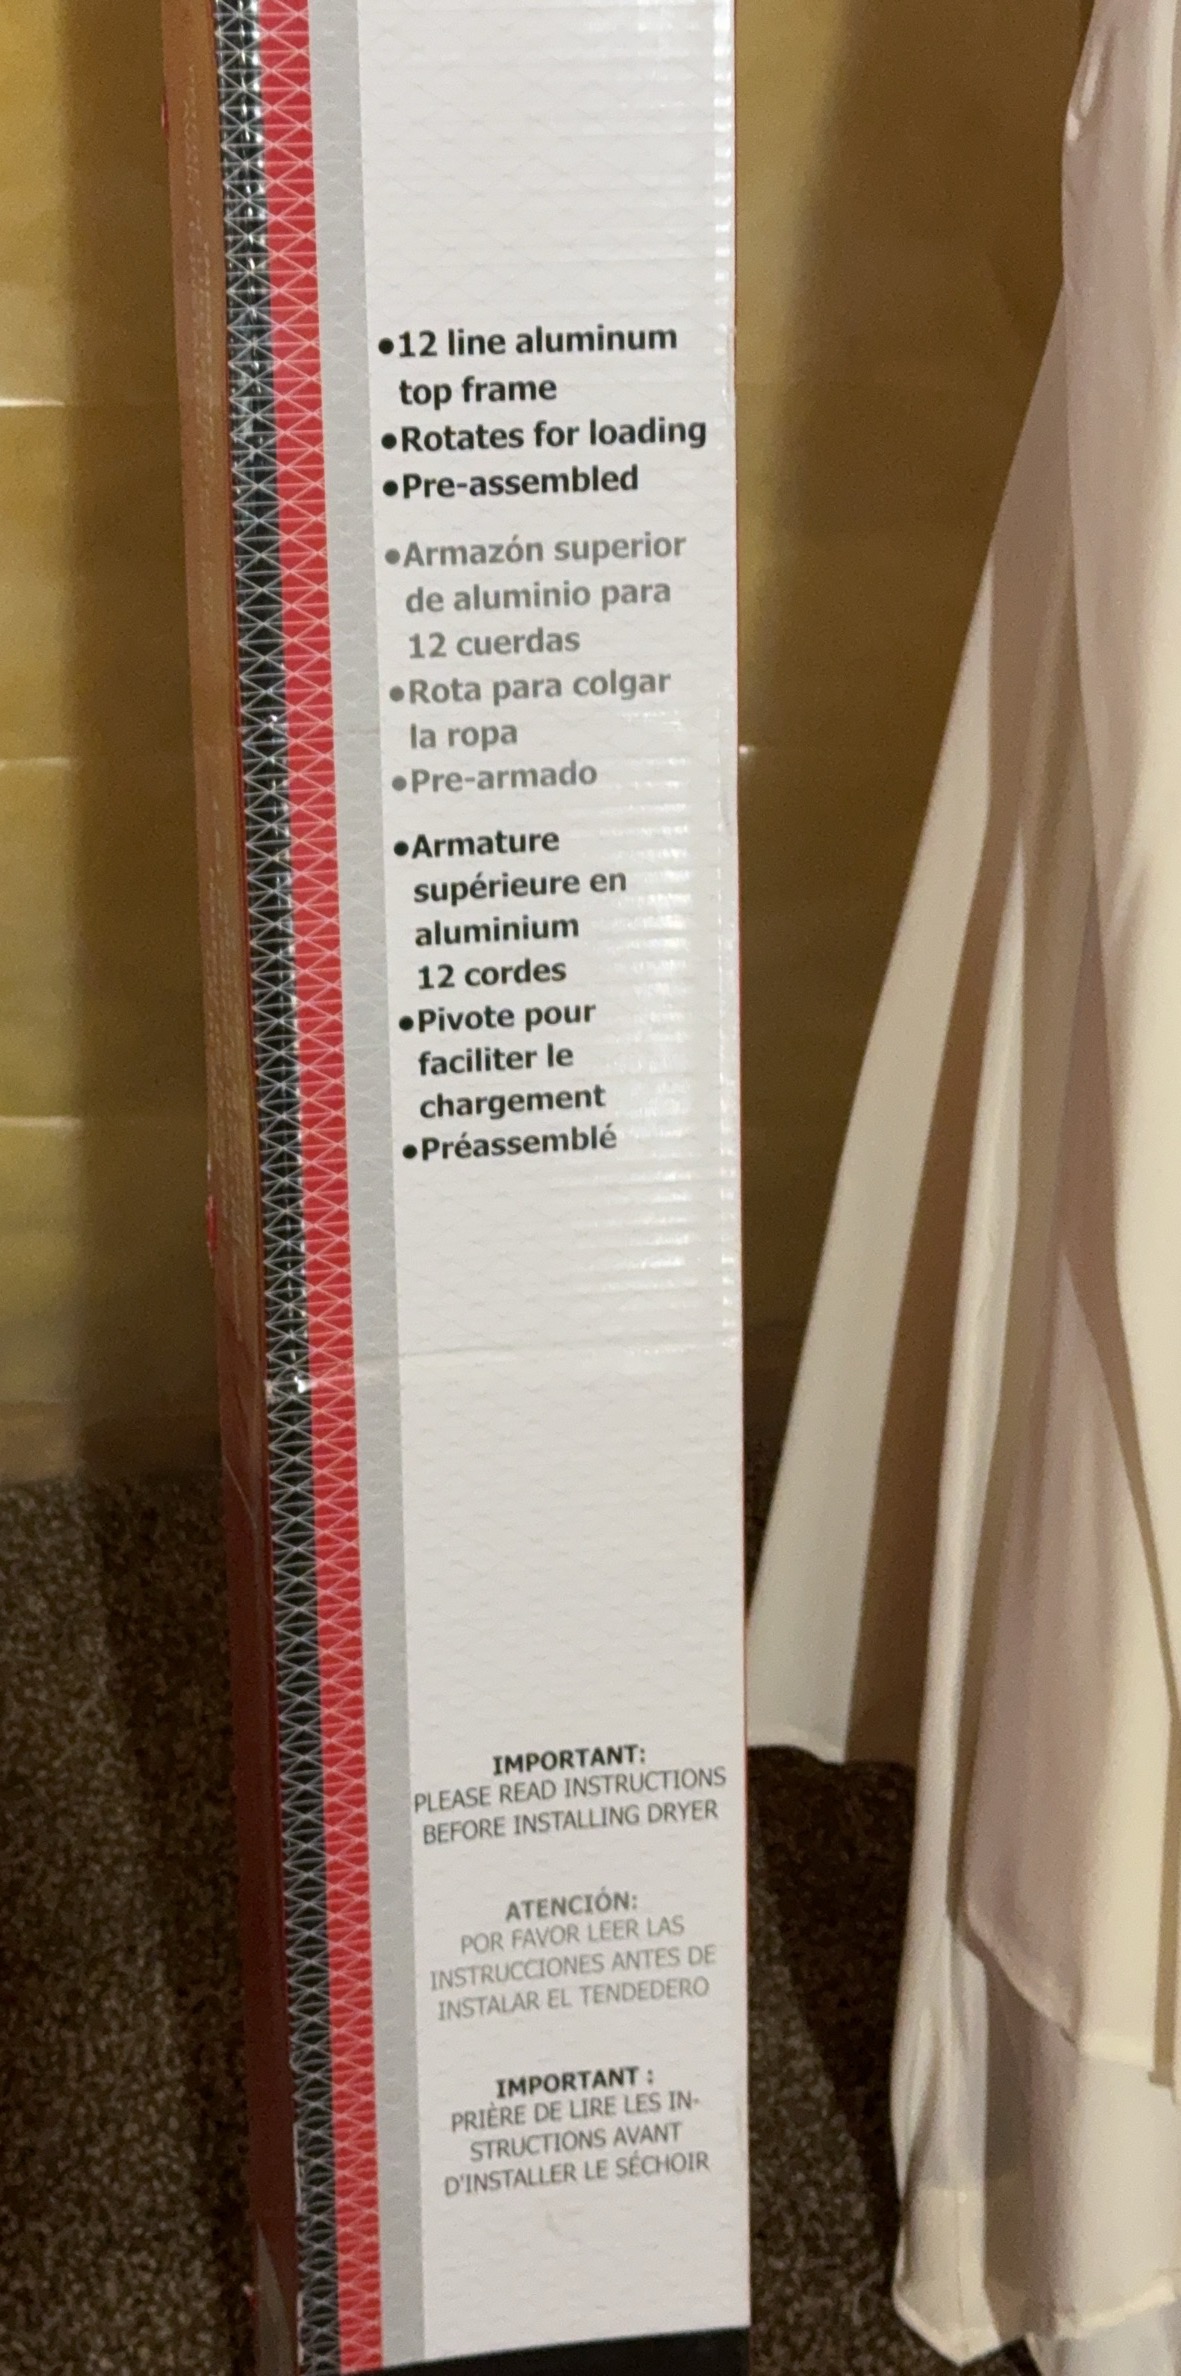 •12 line aluminum
top frame
•Rotates for loading
•Pre-assembled
•Armazón superior
de aluminio para
12 cuerdas
•Rota para colgar
la ropa
•Pre-armado
•Armature
supérieure en
aluminium
12 cordes
•Pivote pour
faciliter le
chargement
•Préassemblé
IMPORTANT:
PLEASE READ INSTRUCTIONS
BEFORE INSTALLING DRYER
ATENCIÓN:
POR FAVOR LEER LAS
INSTRUCCIONES ANTES DE
INSTALAR EL TENDEDERO
IMPORTANT :
PRIÈRE DE LIRE LES IN-
STRUCTIONS AVANT
D'INSTALLER LE SÉCHOIR